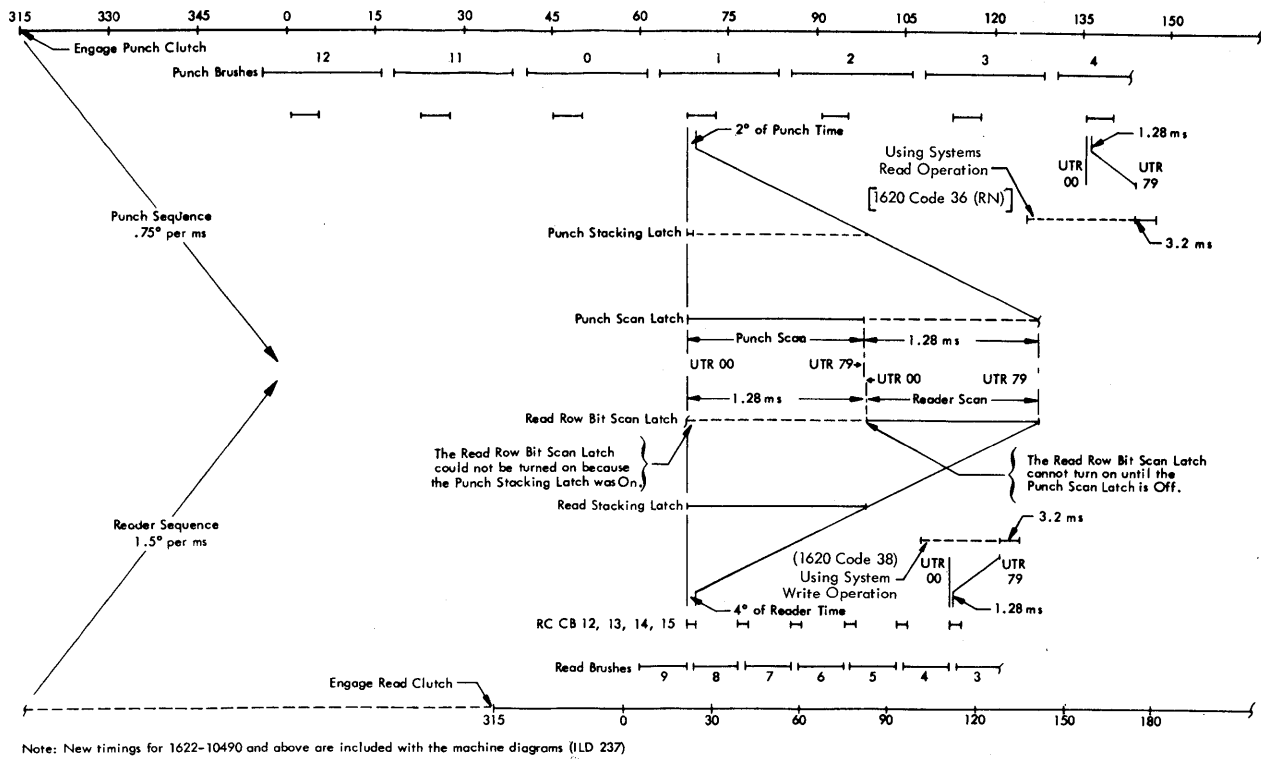 315 330 345 0 15 30 45 60 75 90 105 120 135 150
Engage Punch Clutch
Punch Brushes 12 11 0 1 2 3 4
2° of Punch Time
1.28 ms
Using Systems
Read Operation
[1620 Code 36 (RN)]
UTR
00
UTR
79
3.2 ms
Punch Sequence
.75° per ms
Punch Stacking Latch
Punch Scan Latch
Punch Scan
1.28 ms
UTR 00
UTR 79
UTR 00
UTR 79
1.28 ms
Reader Scan
Read Row Bit Scan Latch
The Read Row Bit Scan Latch
could not be turned on because
the Punch Stacking Latch was On.
The Read Row Bit Scan Latch
cannot turn on until the
Punch Scan Latch is Off.
Read Stacking Latch
Reader Sequence
1.5° per ms
3.2 ms
(1620 Code 38)
Using System
Write Operation
UTR
00
UTR
79
4° of Reader Time
1.28 ms
RC CB 12, 13, 14, 15
Read Brushes
9 8 7 6 5 4 3
Engage Read Clutch
315 0 30 60 90 120 150 180
Note: New timings for 1622-10490 and above are included with the machine diagrams (ILD 237)